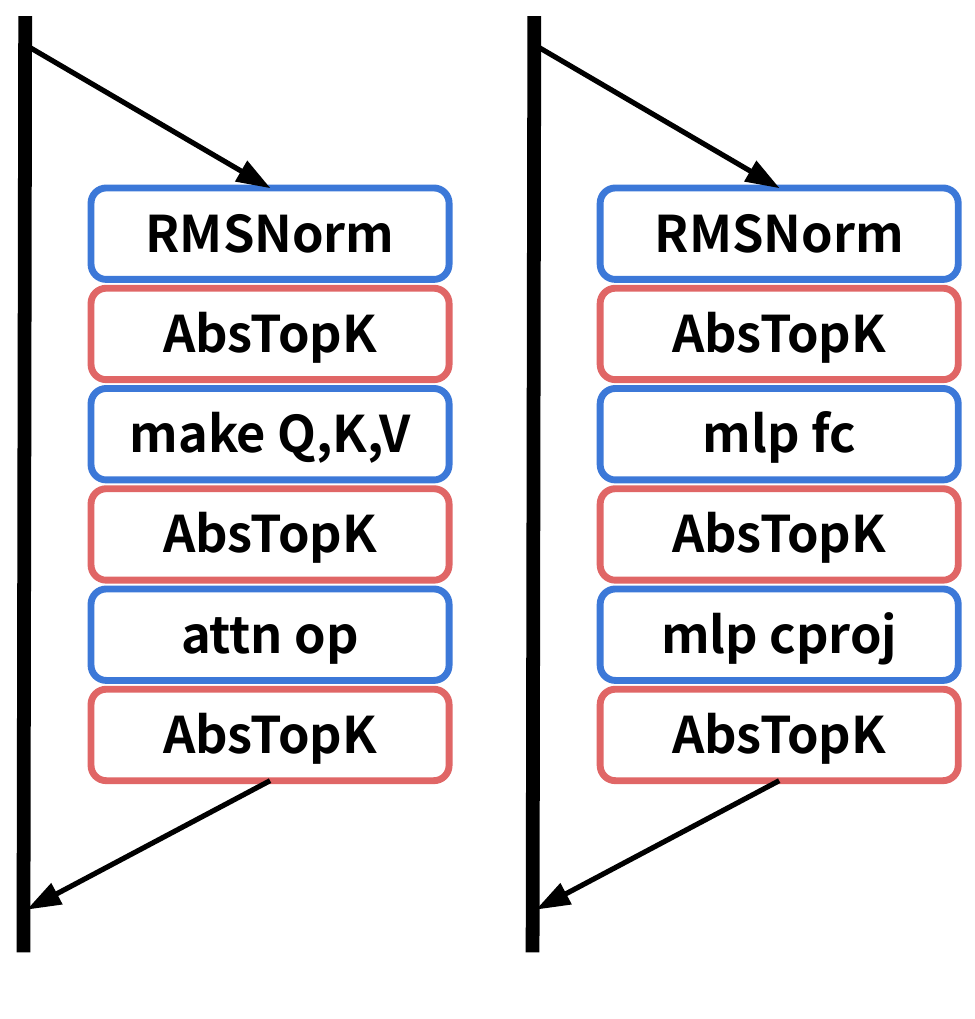 RMSNorm
AbsTopK
make Q,K,V
AbsTopK
attn op
AbsTopK
RMSNorm
AbsTopK
mlp fc
AbsTopK
mlp cproj
AbsTopK